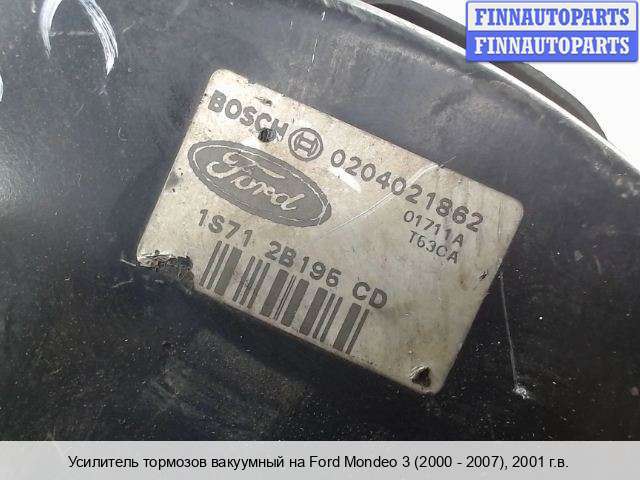 FINNAUTOPARTS
FINNAUTOPARTS
BOSCH 0204021862
Ford
01711A
T53CA
1S71 2B195 CD
Усилитель тормозов вакуумный на Ford Mondeo 3 (2000 - 2007), 2001 г.в.